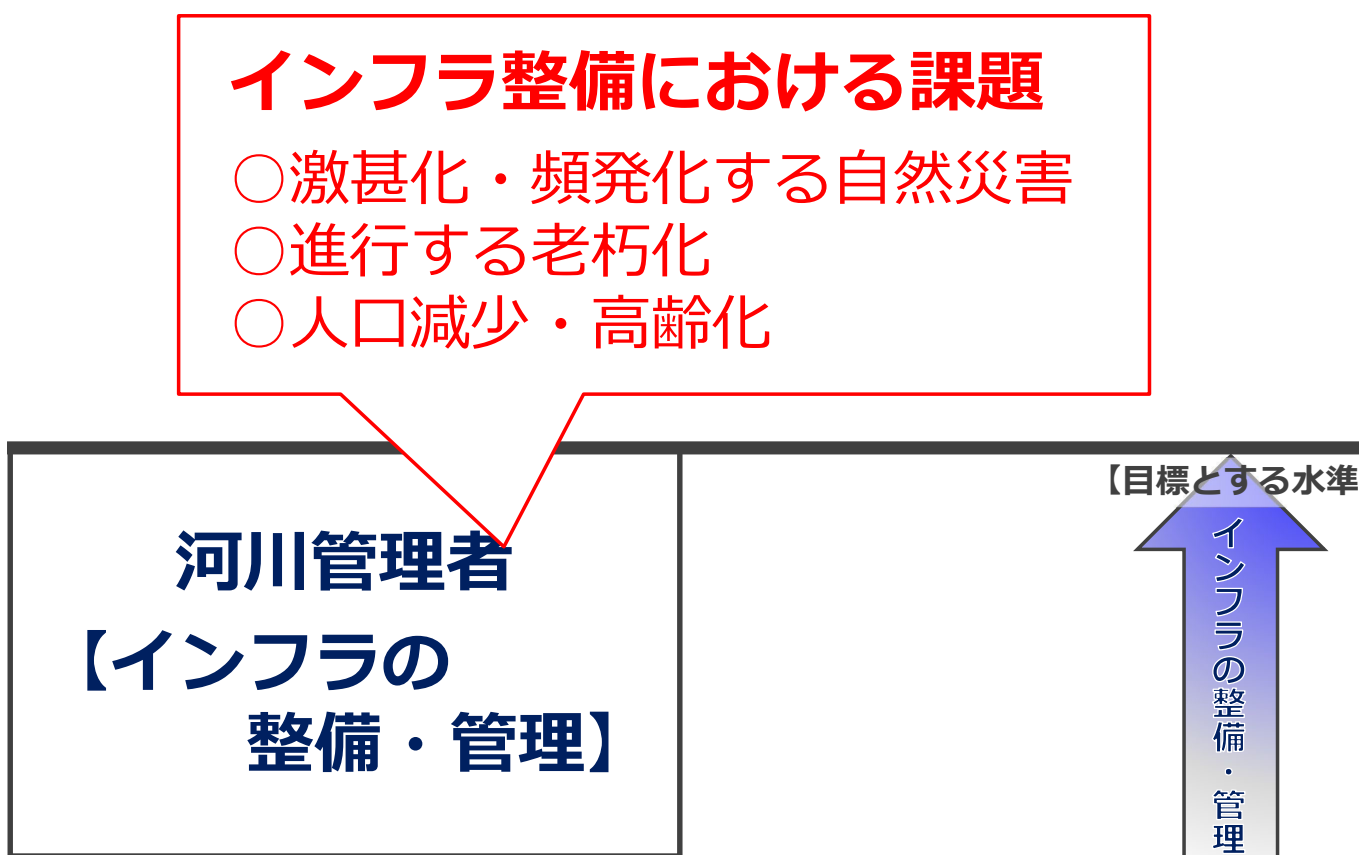 インフラ整備における課題
○激甚化・頻発化する自然災害
○進行する老朽化
○人口減少・高齢化
河川管理者
【インフラの
整備・管理】
【目標とする水準
インフラの整備・管理